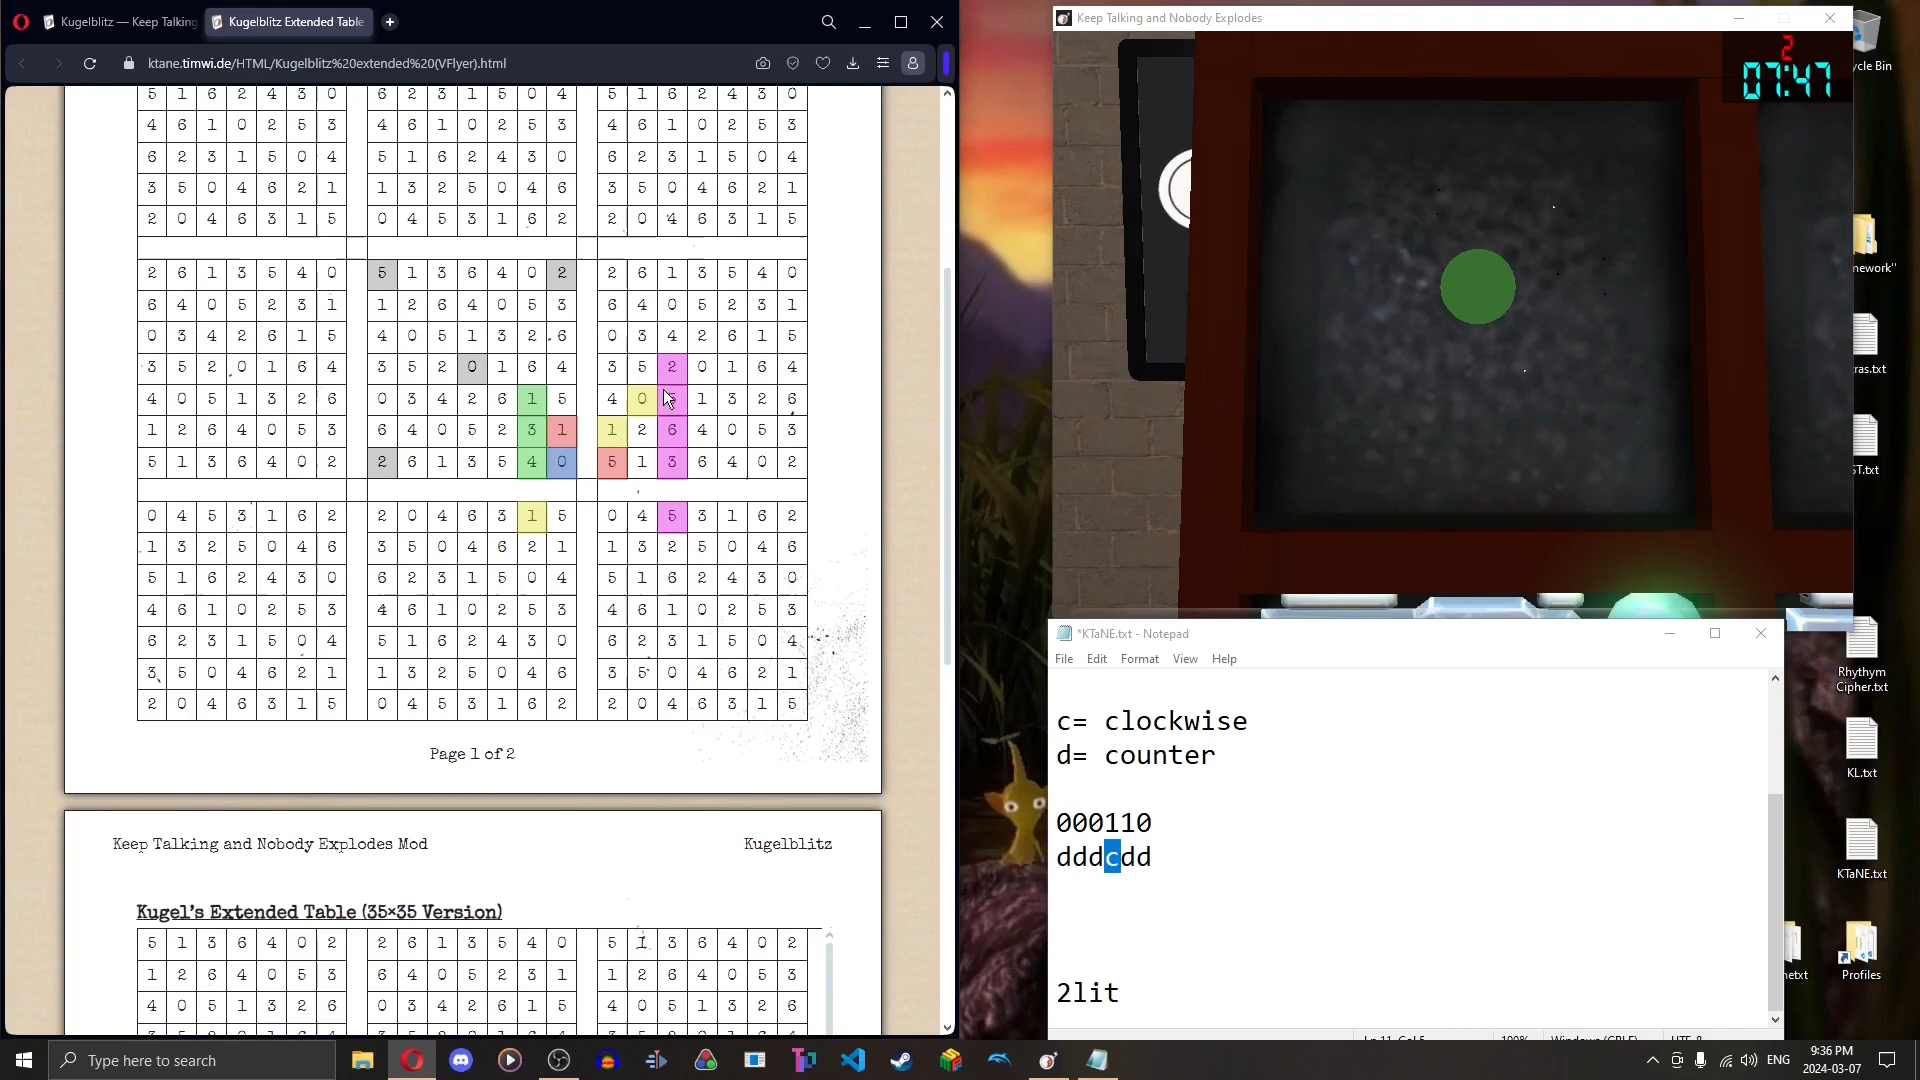 Kugelblitz — Keep Talking
Kugelblitz Extended Table
ktane.timwi.de/HTML/Kugelblitz%20extended%20(VFlyer).html
5 1 6 2 4 3 0 6 2 3 1 5 0 4 5 1 6 2 4 3 0
4 6 1 0 2 5 3 4 6 1 0 2 5 3 4 6 1 0 2 5 3
6 2 3 1 5 0 4 5 1 6 2 4 3 0 6 2 3 1 5 0 4
3 5 0 4 6 2 1 1 3 2 5 0 4 6 3 5 0 4 6 2 1
2 0 4 6 3 1 5 0 4 5 3 1 6 2 2 0 4 6 3 1 5
2 6 1 3 5 4 0 5 1 3 6 4 0 2 2 6 1 3 5 4 0
6 4 0 5 2 3 1 1 2 6 4 0 5 3 6 4 0 5 2 3 1
0 3 4 2 6 1 5 4 0 5 1 3 2 6 0 3 4 2 6 1 5
3 5 2 0 1 6 4 3 5 2 0 1 6 4 3 5 2 0 1 6 4
4 0 5 1 3 2 6 0 3 4 2 6 1 5 4 0 1 3 2 6
1 2 6 4 0 5 3 6 4 0 5 2 3 1 1 2 6 4 0 5 3
5 1 3 6 4 0 2 2 6 1 3 5 4 0 5 1 3 6 4 0 2
0 4 5 3 1 6 2 2 0 4 6 3 1 5 0 4 5 3 1 6 2
1 3 2 5 0 4 6 3 5 0 4 6 2 1 1 3 2 5 0 4 6
5 1 6 2 4 3 0 6 2 3 1 5 0 4 5 1 6 2 4 3 0
4 6 1 0 2 5 3 4 6 1 0 2 5 3 4 6 1 0 2 5 3
6 2 3 1 5 0 4 5 1 6 2 4 3 0 6 2 3 1 5 0 4
3 5 0 4 6 2 1 1 3 2 5 0 4 6 3 5 0 4 6 2 1
2 0 4 6 3 1 5 0 4 5 3 1 6 2 2 0 4 6 3 1 5
Page 1 of 2
Keep Talking and Nobody Explodes Mod
Kugelblitz
Kugel's Extended Table (35×35 Version)
5 1 3 6 4 0 2 2 6 1 3 5 4 0 5 1 3 6 4 0 2
1 2 6 4 0 5 3 6 4 0 5 2 3 1 1 2 6 4 0 5 3
4 0 5 1 3 2 6 0 3 4 2 6 1 5 4 0 5 1 3 2 6
Keep Talking and Nobody Explodes
2
07:47
*KTaNE.txt - Notepad
File Edit Format View Help
c= clockwise
d= counter
000110
dddcdd
2lit
KL.txt
KTaNE.txt
Profiles
Rhythym
Cipher.txt
Type here to search
ENG
9:36 PM
2024-03-07